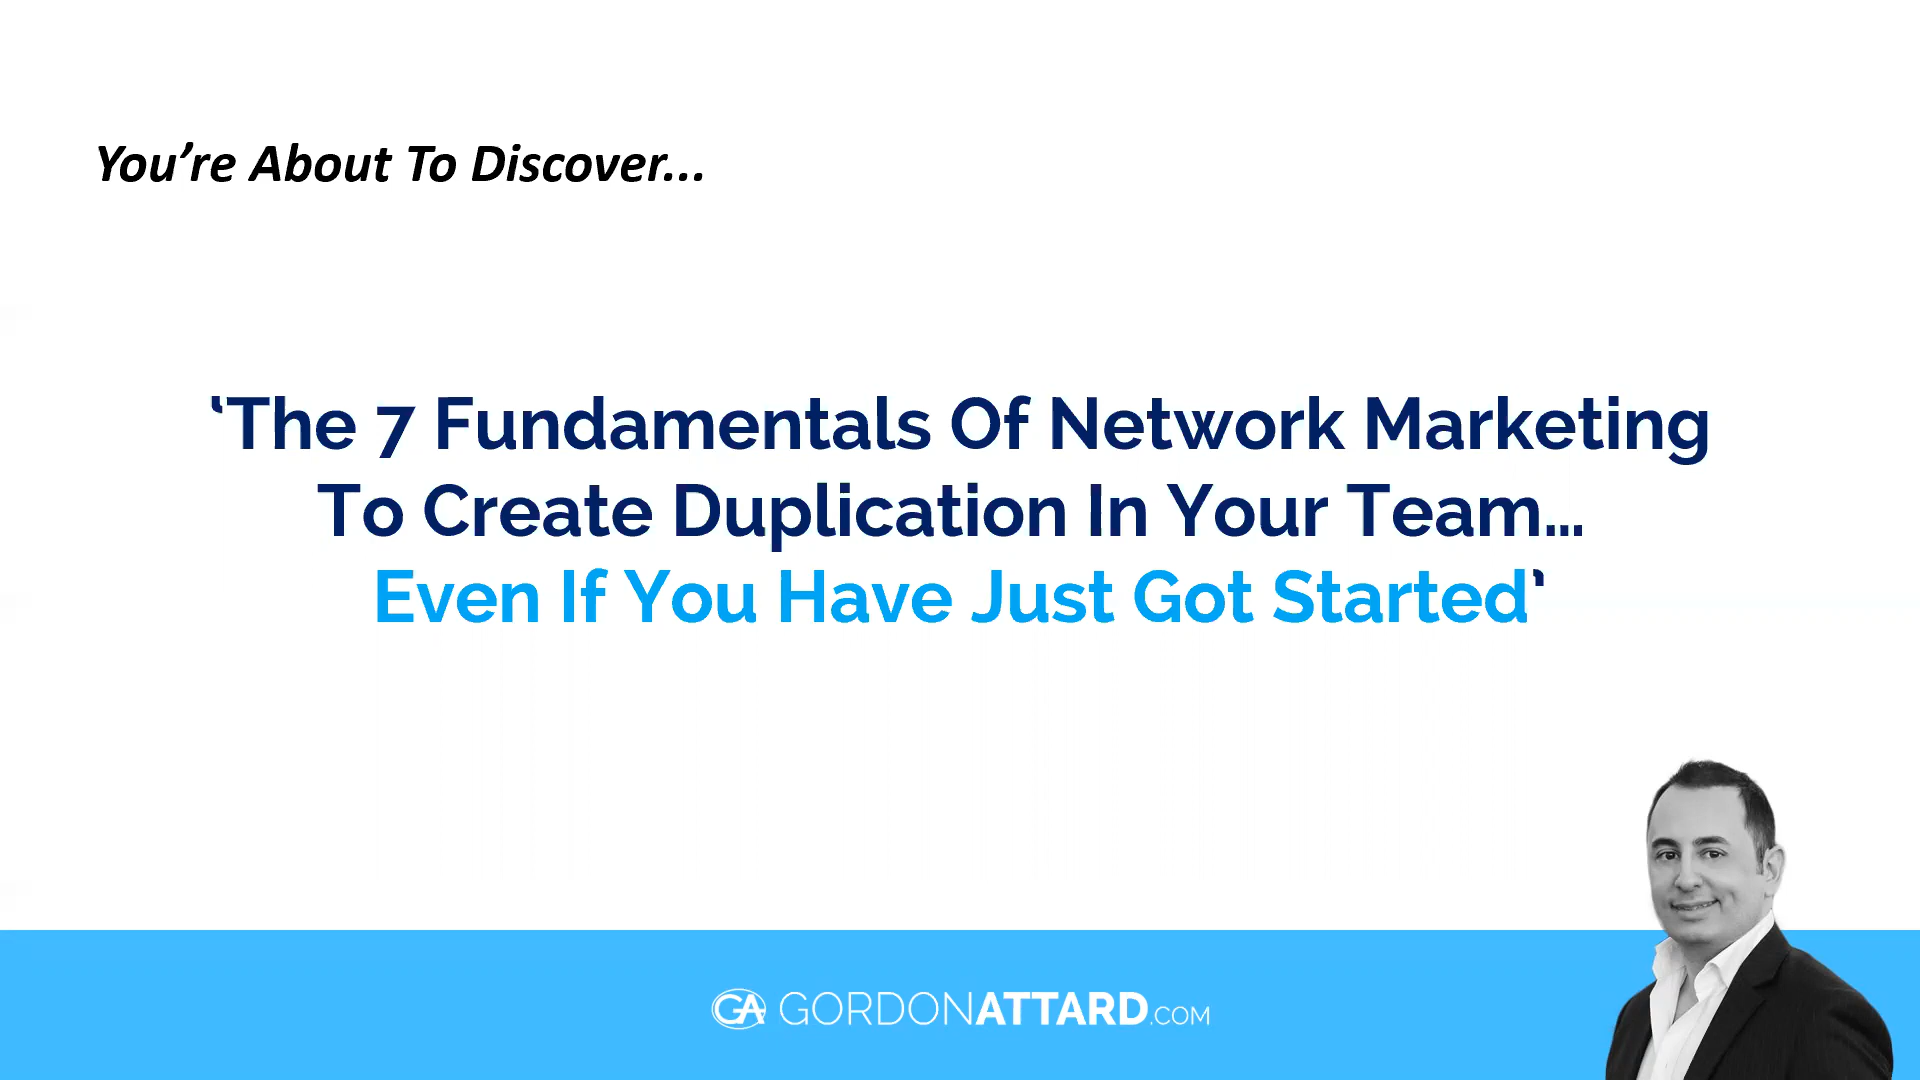 You’re About To Discover...
‘The 7 Fundamentals Of Network Marketing
To Create Duplication In Your Team...
Even If You Have Just Got Started’
GA GORDONATTARD.COM